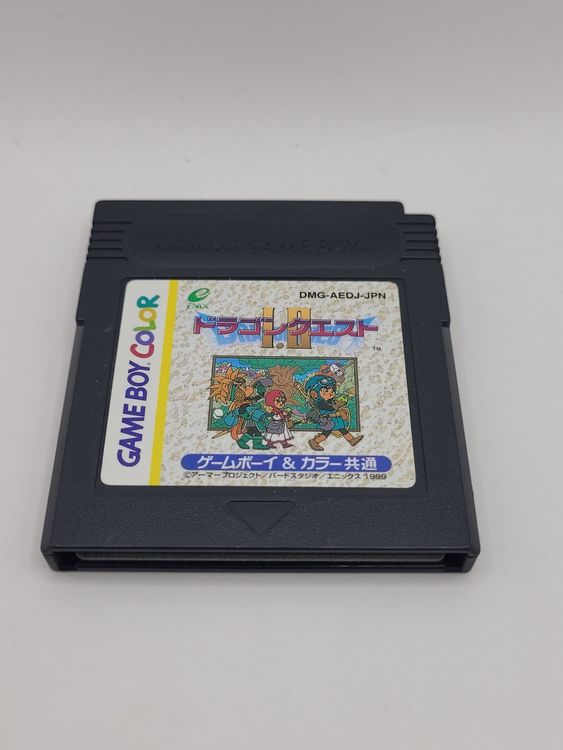 Nintendo GAME BOY
GAME BOY COLOR
ENIX
DMG-AEDJ-JPN
ドラゴンクエスト
I・II
TM
ゲームボーイ & カラー共通
©アーマープロジェクト/バードスタジオ/エニックス 1999